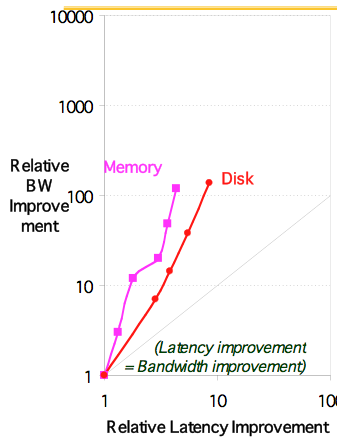 10000
1000
Relative
BW
Improve
ment
Memory
Disk
100
10
(Latency improvement
= Bandwidth improvement)
1
1 10 100
Relative Latency Improvement